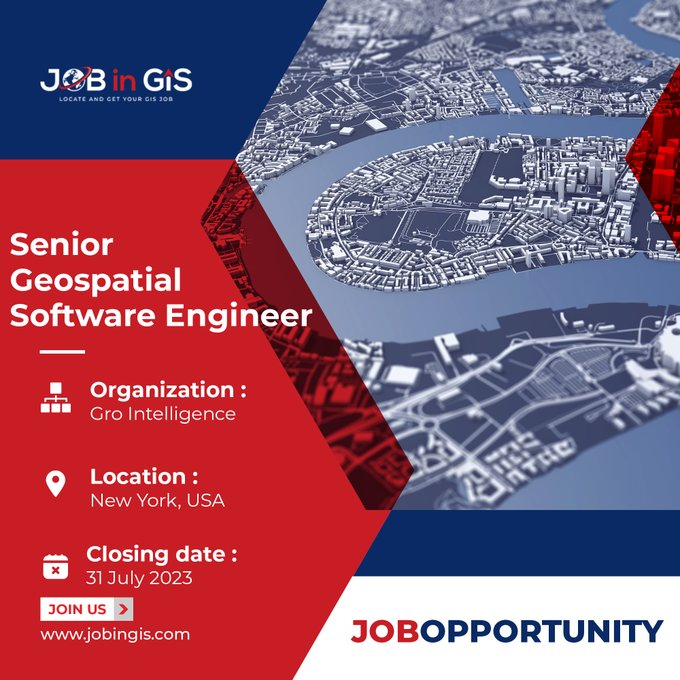 JOB in GiS
LOCATE AND GET YOUR GIS JOB
Senior
Geospatial
Software Engineer
Organization :
Gro Intelligence
Location :
New York, USA
Closing date :
31 July 2023
JOIN US
www.jobingis.com
JOBOPPORTUNITY